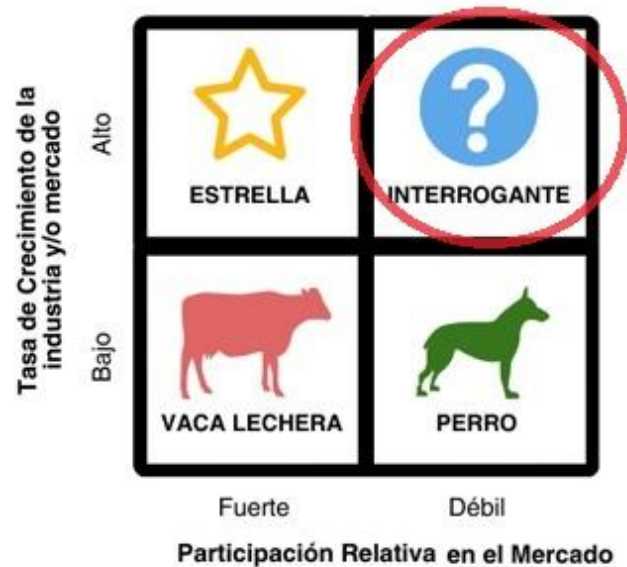 Tasa de Crecimiento de la
industria y/o mercado
Alto
Bajo
?
ESTRELLA
INTERROGANTE
VACA LECHERA
PERRO
Fuerte
Débil
Participación Relativa en el Mercado